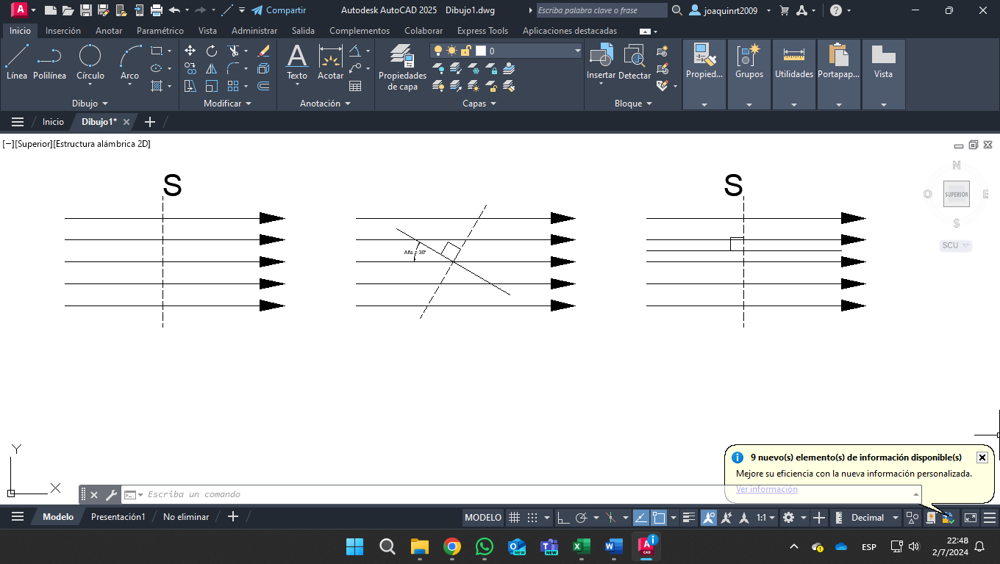 A Compartir Autodesk AutoCAD 2025 Dibujo1.dwg Escriba palabra clave o frase joaquinrt2009
Inicio Inserción Anotar Paramétrico Vista Administrar Salida Complementos Colaborar Express Tools Aplicaciones destacadas
0
Línea Polilínea Círculo Arco Texto Acotar Propiedades de capa Insertar Detectar Propied... Grupos Utilidades Portapap... Vista
Dibujo Modificar Anotación Capas Bloque
Inicio Dibujo1*
[−][Superior][Estructura alámbrica 2D]
S
S
N
O SUPERIOR E
S
SCU
Alfa = 30°
Y
X
9 nuevo(s) elemento(s) de información disponible(s)
Mejore su eficiencia con la nueva información personalizada.
Ver información
Escriba un comando
Modelo Presentación1 No eliminar MODELO 1:1 Decimal
NEW NEW A CAD ESP 22:48
2/7/2024